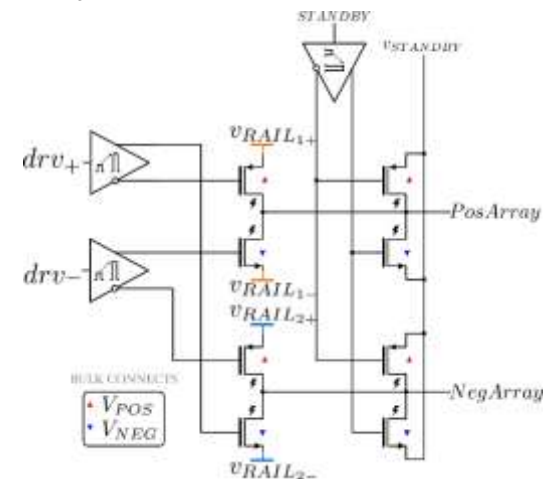 STANDBY
vSTANDBY
vRAIL1+
drv+
PosArray
drv−
vRAIL1−
vRAIL2+
BULK CONNECTS
VPOS
VNEG
NegArray
vRAIL2−